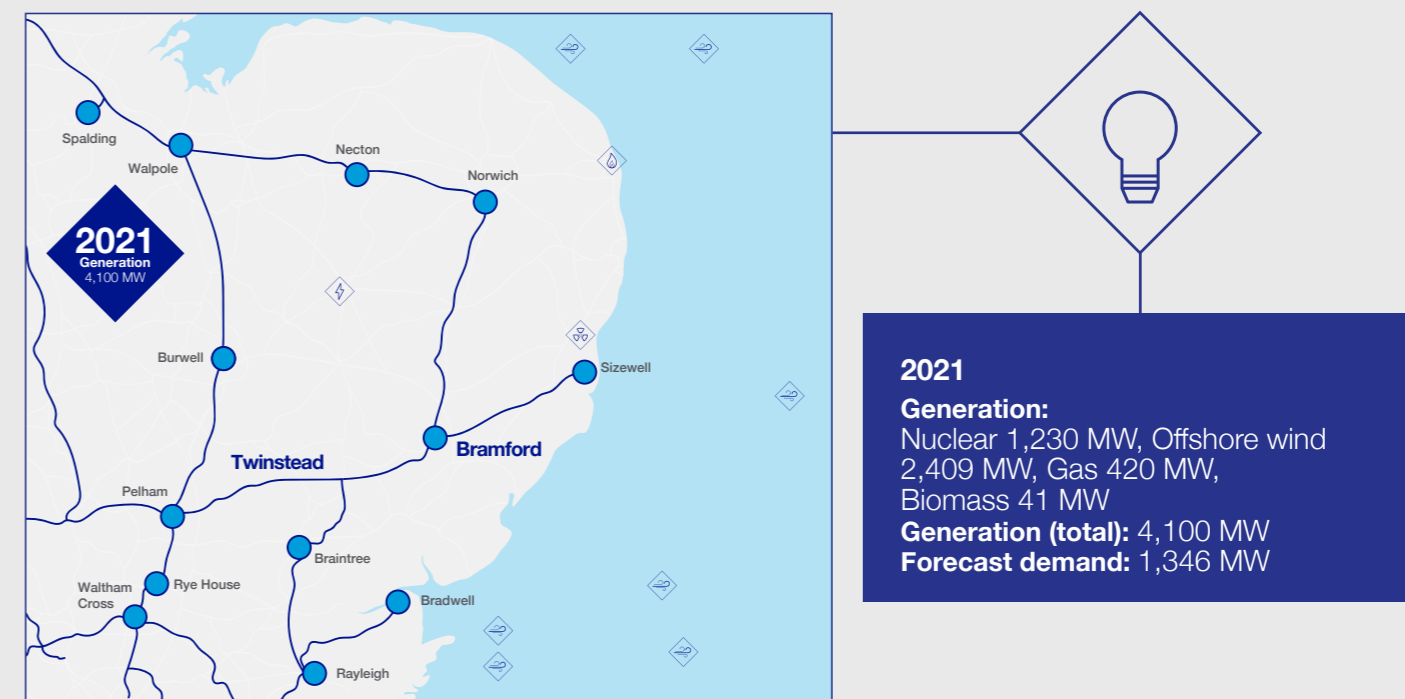 Spalding
Walpole
Necton
Norwich
2021
Generation
4,100 MW
Burwell
Sizewell
Twinstead
Bramford
Pelham
Braintree
Waltham
Cross
Rye House
Bradwell
Rayleigh
2021
Generation:
Nuclear 1,230 MW, Offshore wind
2,409 MW, Gas 420 MW,
Biomass 41 MW
Generation (total): 4,100 MW
Forecast demand: 1,346 MW